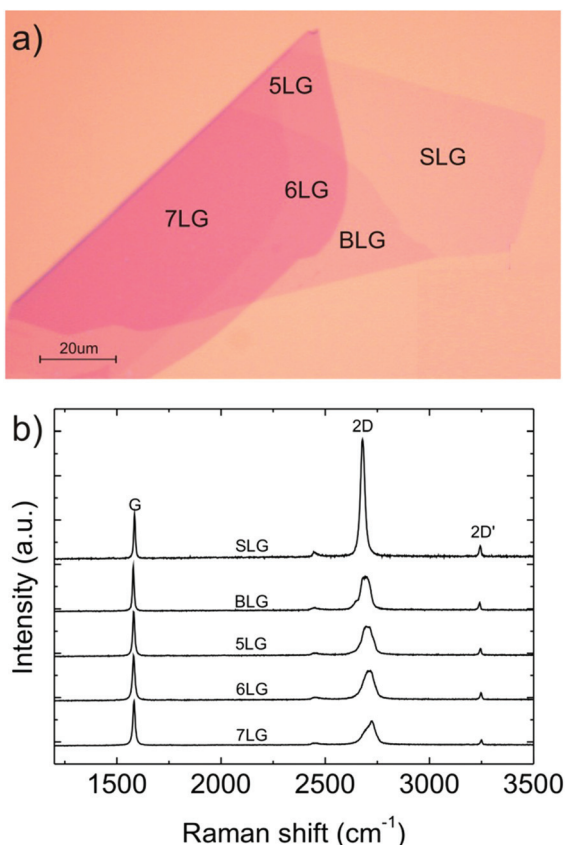 a)
5LG
SLG
6LG
7LG
BLG
20um
b)
2D
G
2D'
SLG
BLG
5LG
6LG
7LG
Intensity (a.u.)
1500 2000 2500 3000 3500
Raman shift (cm⁻¹)